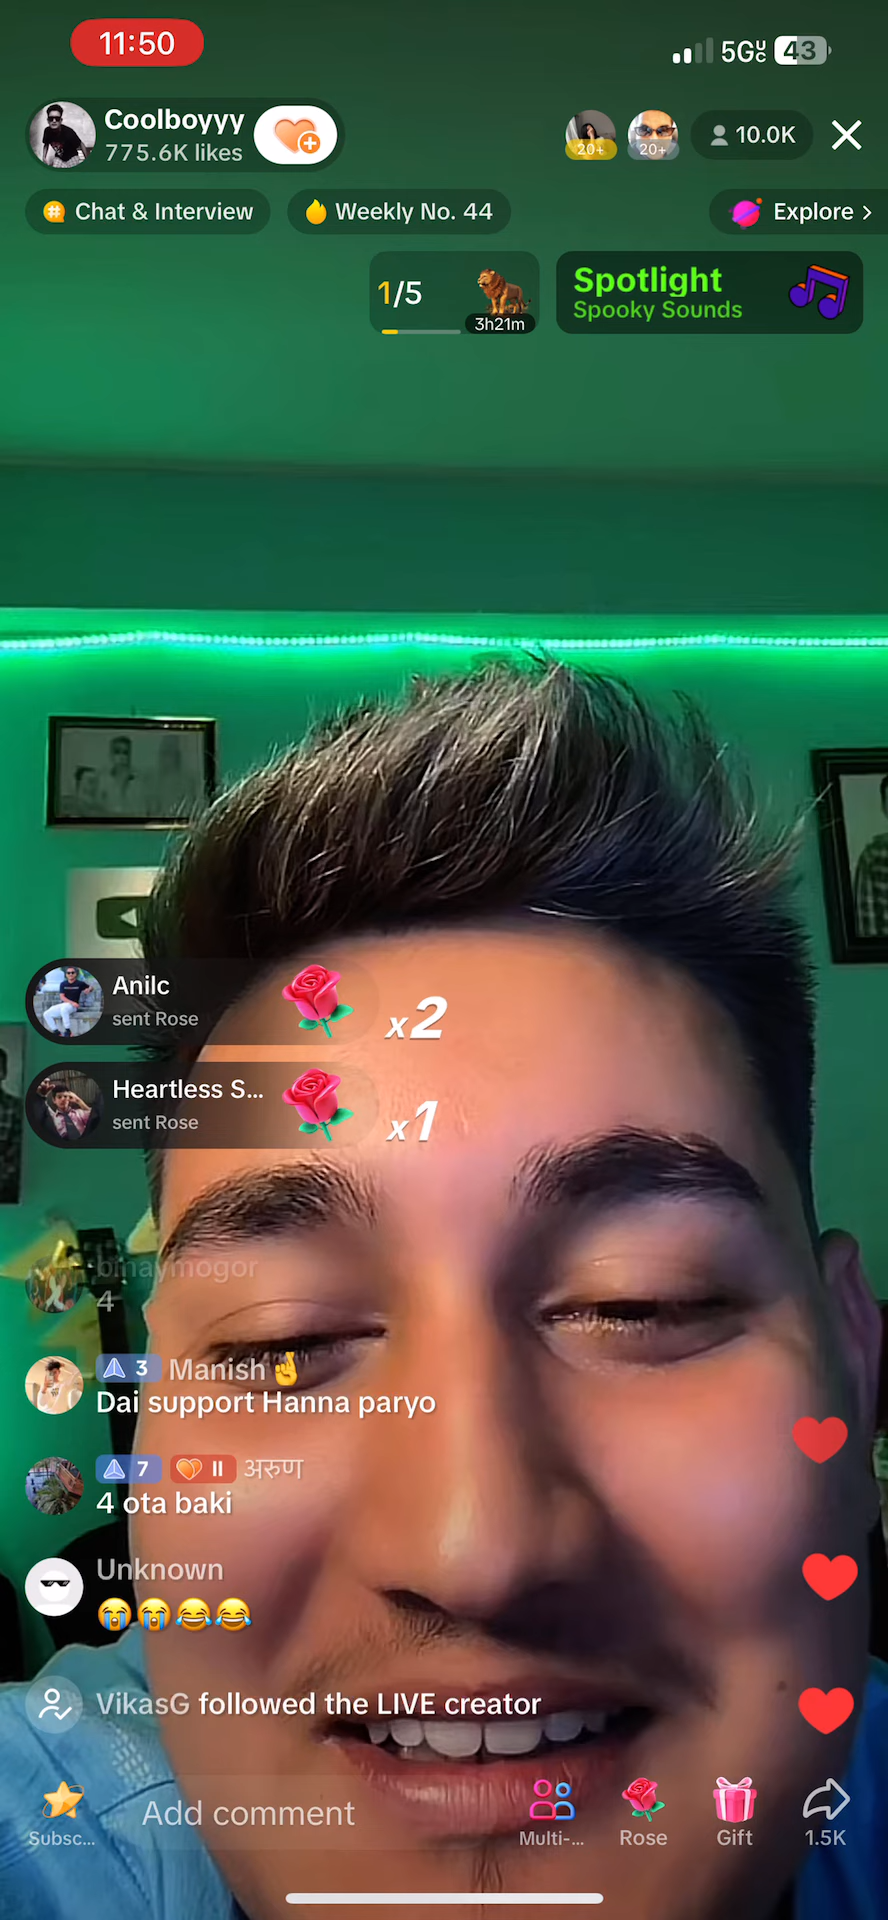 11:50
5G UC 43
Coolboyyy
775.6K likes
20+
20+
10.0K
Chat & Interview
Weekly No. 44
Explore >
1/5
3h21m
Spotlight
Spooky Sounds
Anilc
sent Rose
x2
Heartless S...
sent Rose
x1
binaymogor
4
3 Manish🤞
Dai support Hanna paryo
7 II अरुण
4 ota baki
Unknown
😭😭😂😂
VikasG followed the LIVE creator
Subsc...
Add comment
Multi-...
Rose
Gift
1.5K